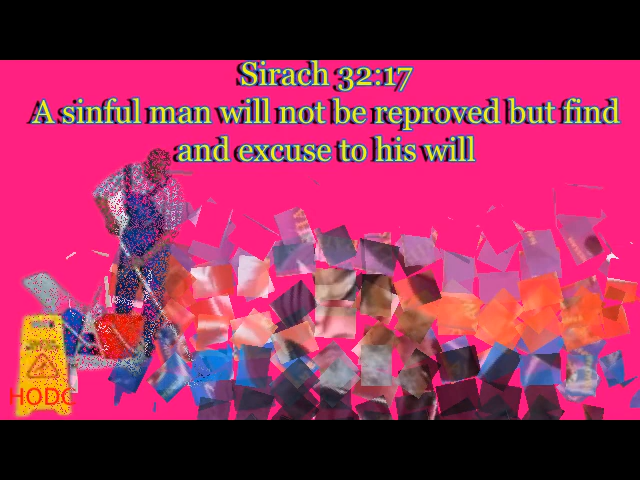 Sirach 32:17
A sinful man will not be reproved but find
and excuse to his will
HODC